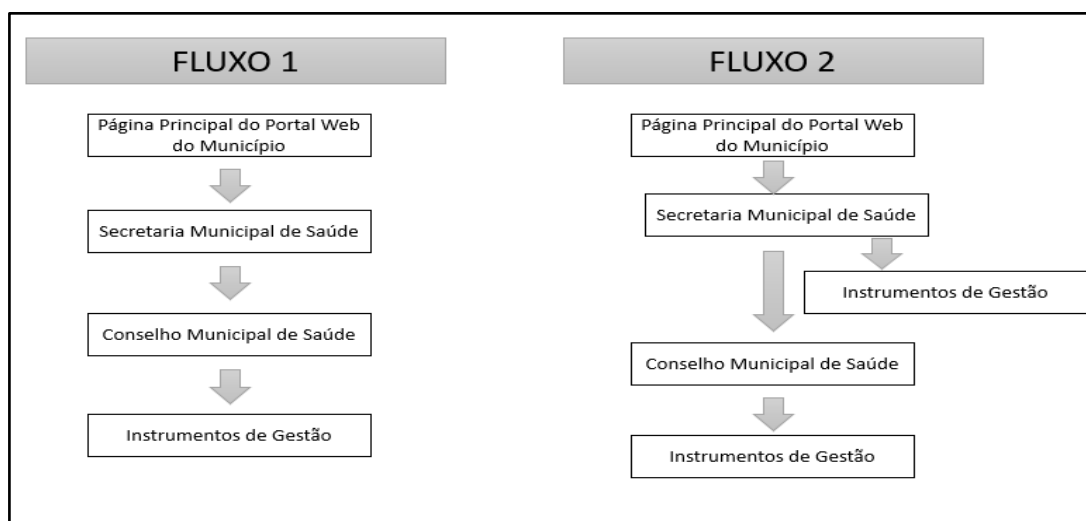 FLUXO 1
Página Principal do Portal Web
do Município
Secretaria Municipal de Saúde
Conselho Municipal de Saúde
Instrumentos de Gestão
FLUXO 2
Página Principal do Portal Web
do Município
Secretaria Municipal de Saúde
Instrumentos de Gestão
Conselho Municipal de Saúde
Instrumentos de Gestão